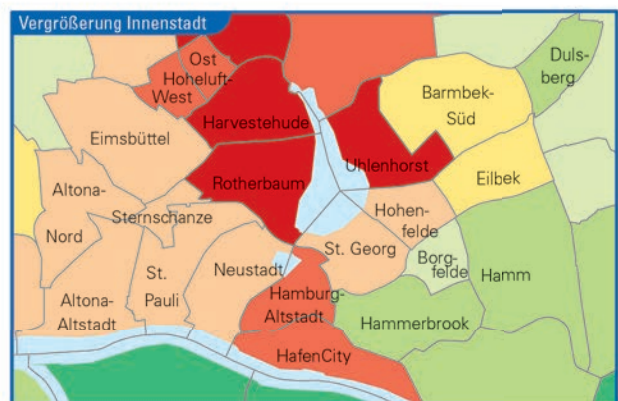 Vergrößerung Innenstadt
Ost
Hoheluft-
West
Duls-
berg
Barmbek-
Süd
Harvestehude
Eimsbüttel
Uhlenhorst
Rotherbaum
Eilbek
Altona-
Nord
Sternschanze
Hohen-
felde
St. Georg
Borg-
felde
Hamm
St.
Pauli
Neustadt
Altona-
Altstadt
Hamburg-
Altstadt
Hammerbrook
HafenCity